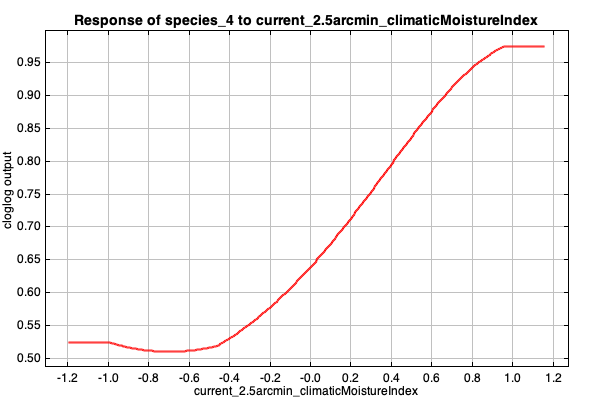 Response of species_4 to current_2.5arcmin_climaticMoistureIndex
cloglog output
0.95
0.90
0.85
0.80
0.75
0.70
0.65
0.60
0.55
0.50
-1.2 -1.0 -0.8 -0.6 -0.4 -0.2 -0.0 0.2 0.4 0.6 0.8 1.0 1.2
current_2.5arcmin_climaticMoistureIndex